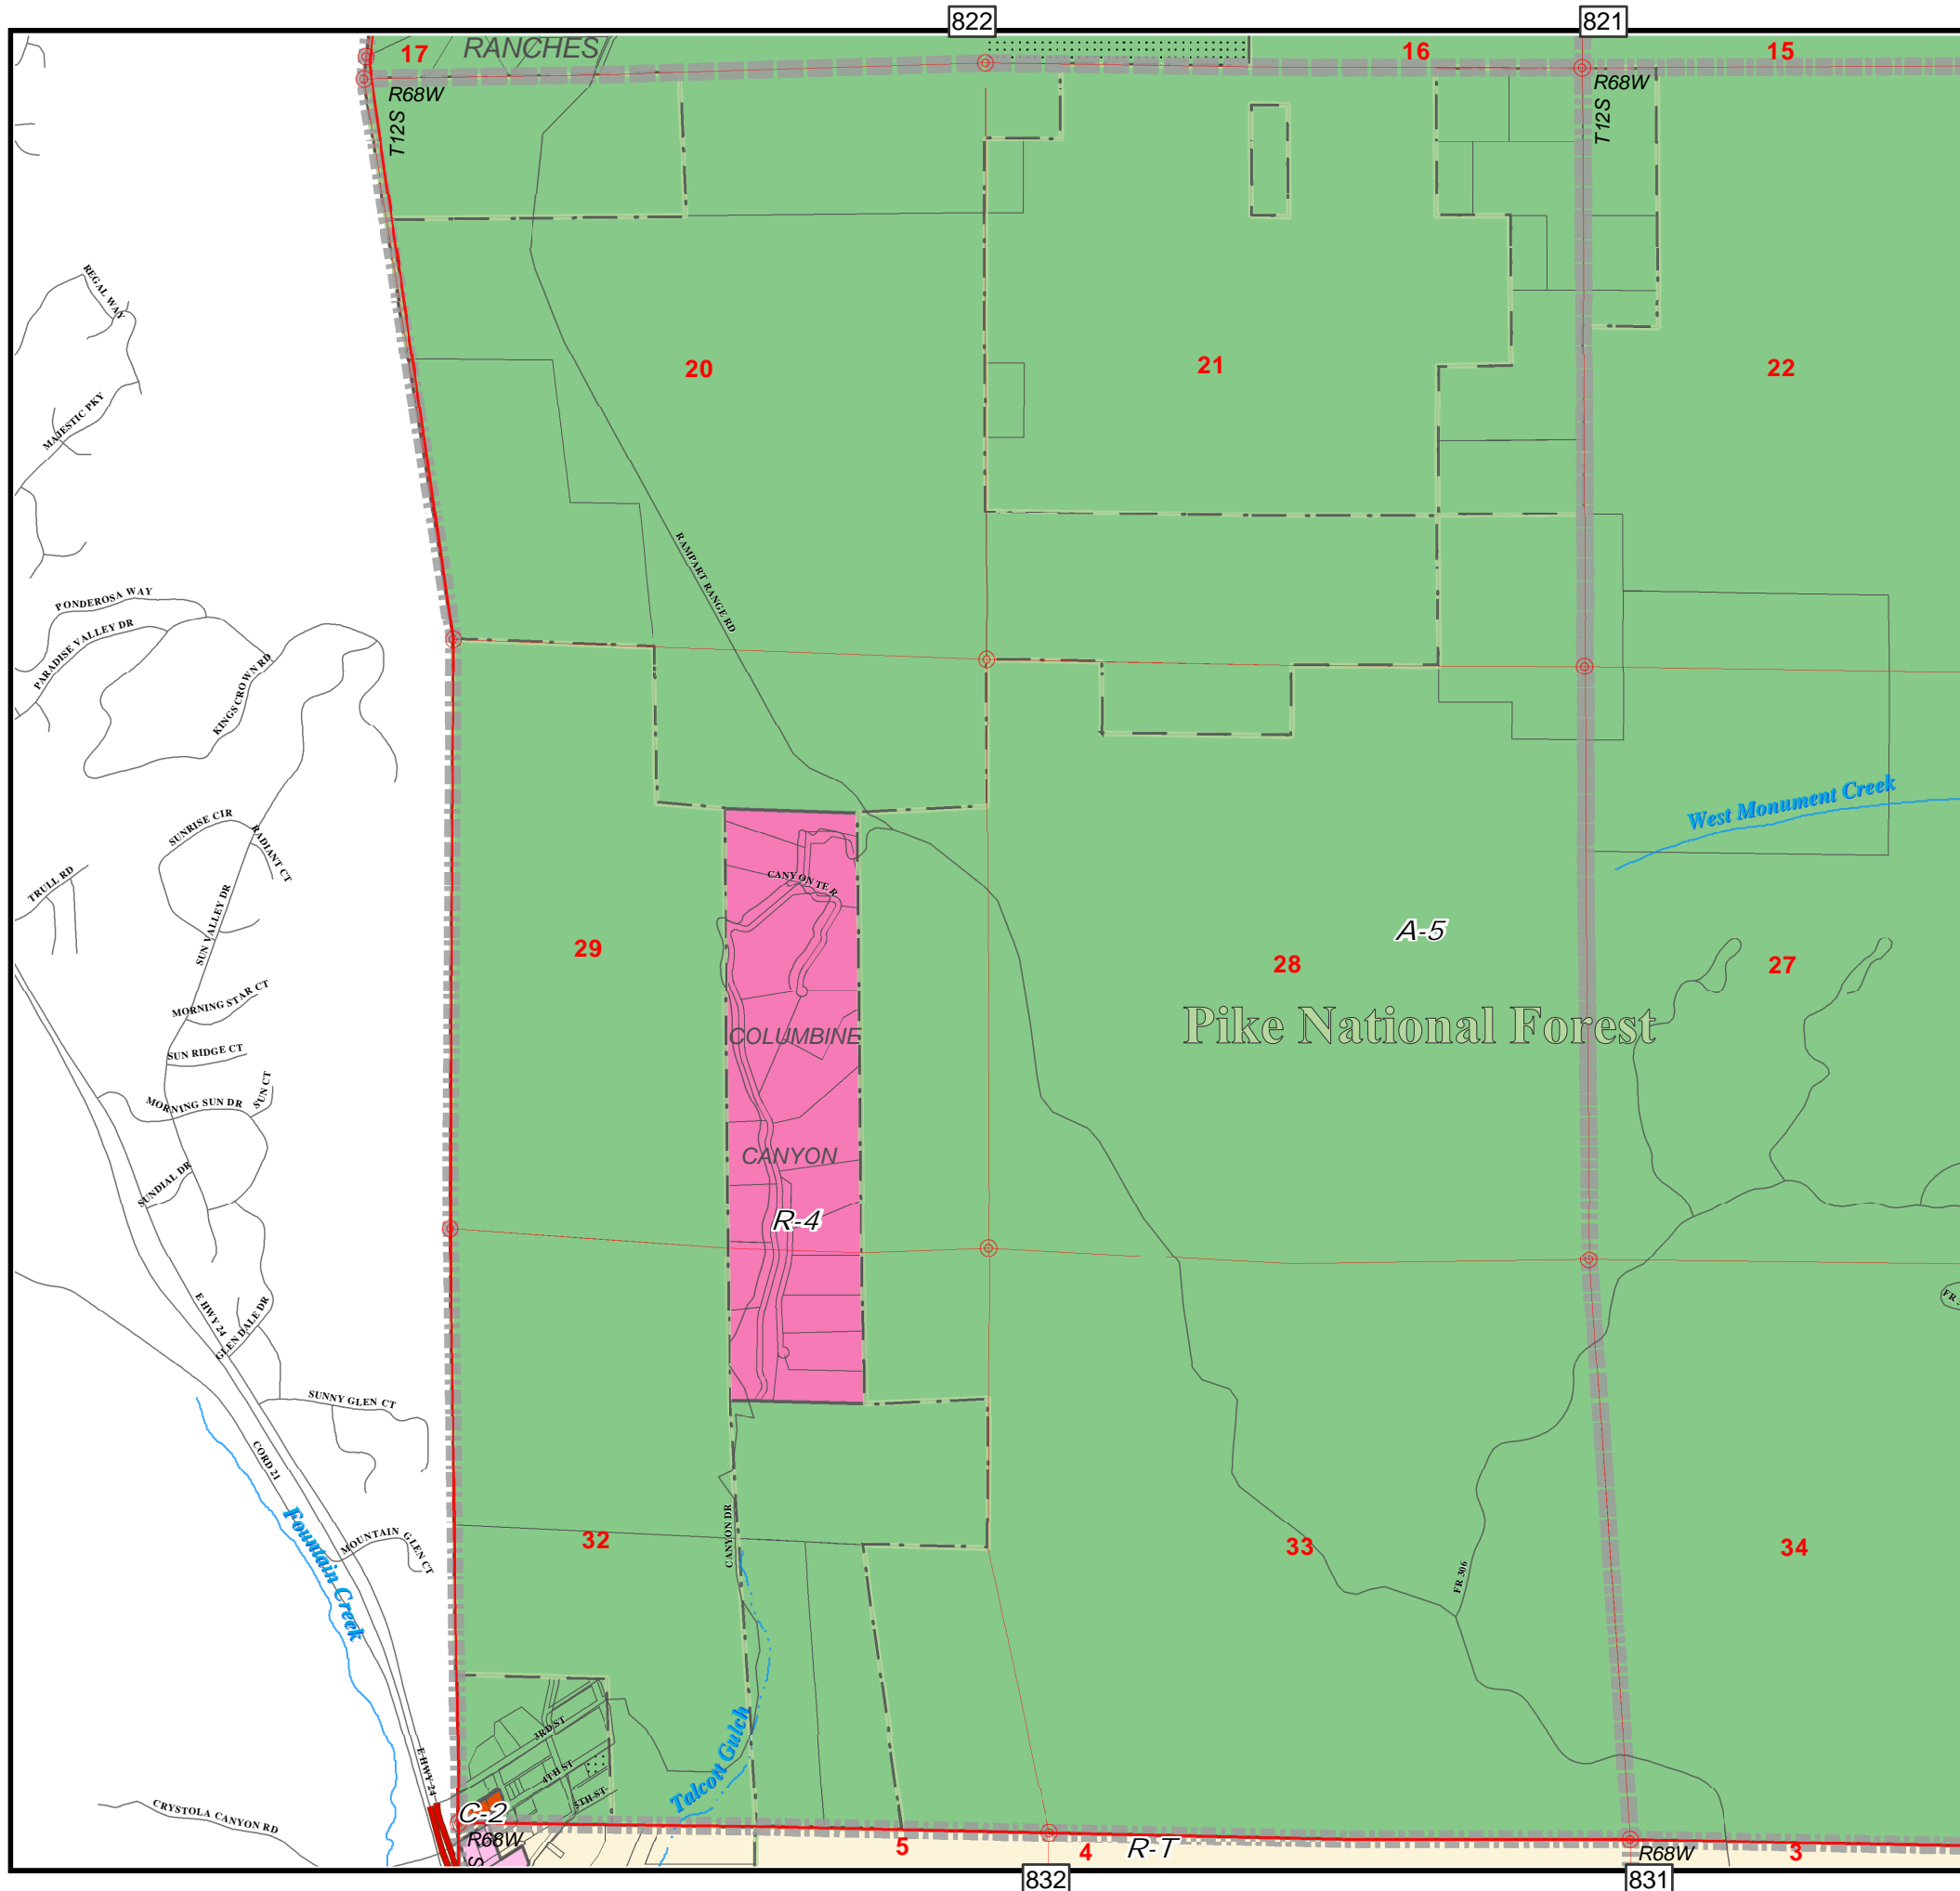 822
821
17
RANCHES
16
15
R68W
T12S
R68W
T12S
REGAL WAY
20
21
22
MAJESTIC PKY
RAMPART RANGE RD
PONDEROSA WAY
PARADISE VALLEY DR
KINGS CROWN RD
West Monument Creek
SUNRISE CIR
RADIANT CT
TRULL RD
CANYON TER
SUN VALLEY DR
A-5
29
28
27
MORNING STAR CT
Pike National Forest
COLUMBINE
SUN RIDGE CT
SUN CT
MORNING SUN DR
CANYON
SUNDIAL DR
R-4
E HWY 24
GLEN DALE DR
FR
SUNNY GLEN CT
CORD 21
Fountain Creek
MOUNTAIN GLEN CT
CANYON DR
32
33
34
FR 306
3RD ST
4TH ST
5TH ST
Talcott Gulch
E HWY 24
CRYSTOLA CANYON RD
C-2
R68W
S
5
4
R-T
R68W
3
832
831